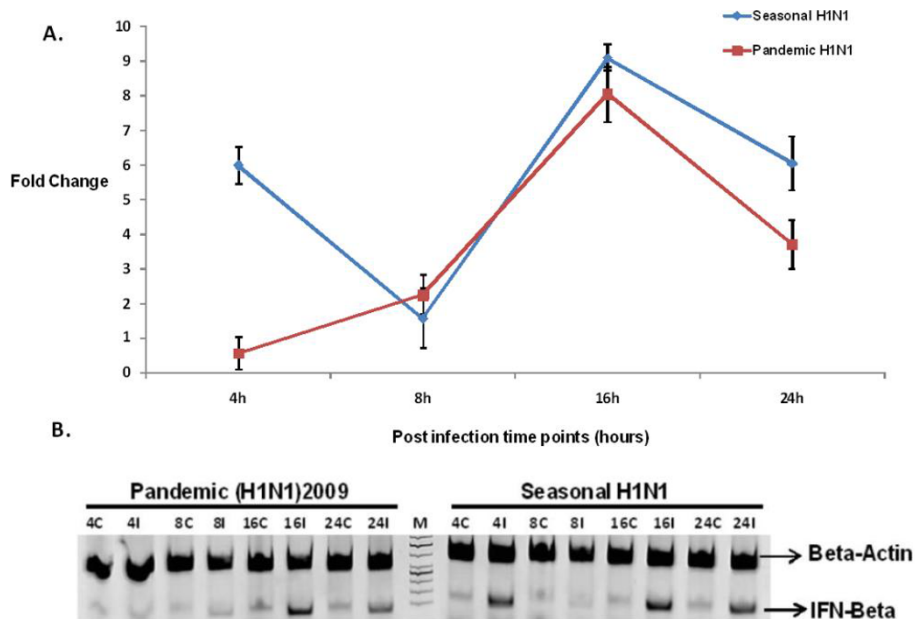 A.
Seasonal H1N1
Pandemic H1N1
10
9
8
7
6
5
4
3
2
1
0
Fold Change
4h 8h 16h 24h
Post infection time points (hours)
B.
Pandemic (H1N1)2009 Seasonal H1N1
4C 4I 8C 8I 16C 16I 24C 24I M 4C 4I 8C 8I 16C 16I 24C 24I
Beta-Actin
IFN-Beta